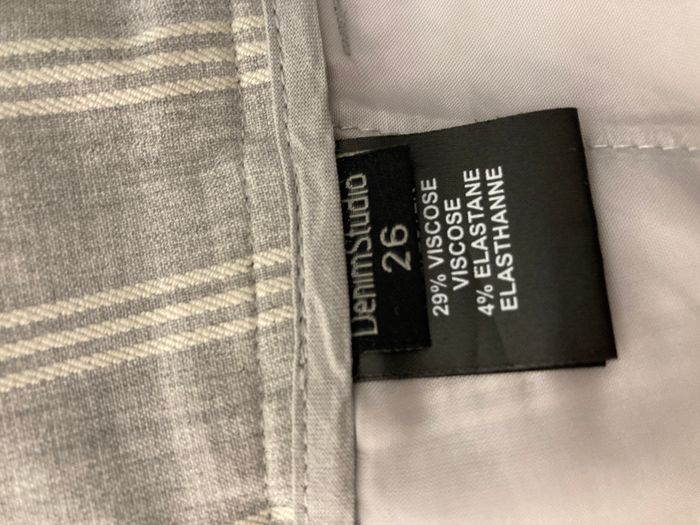 DenimStudio
26
29% VISCOSE
VISCOSE
4% ELASTANE
ELASTHANNE